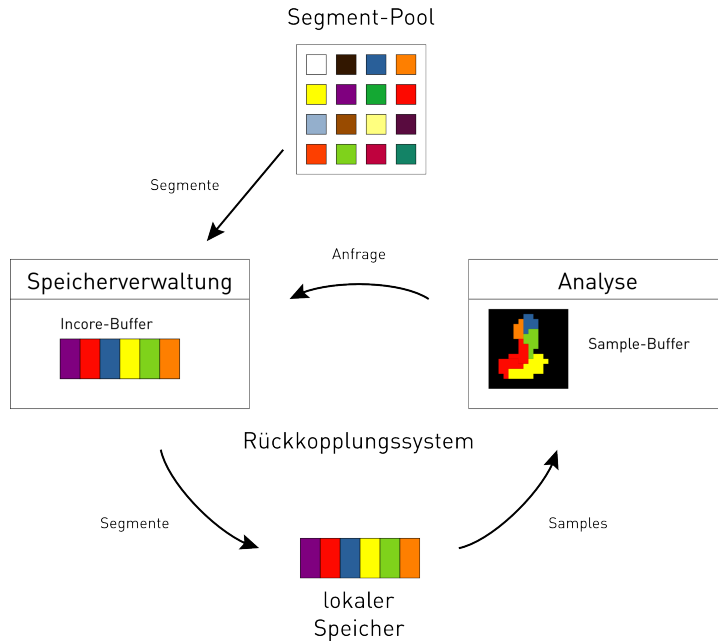 Segment-Pool
Segmente
Anfrage
Speicherverwaltung
Incore-Buffer
Analyse
Sample-Buffer
Rückkopplungssystem
Segmente
Samples
lokaler
Speicher